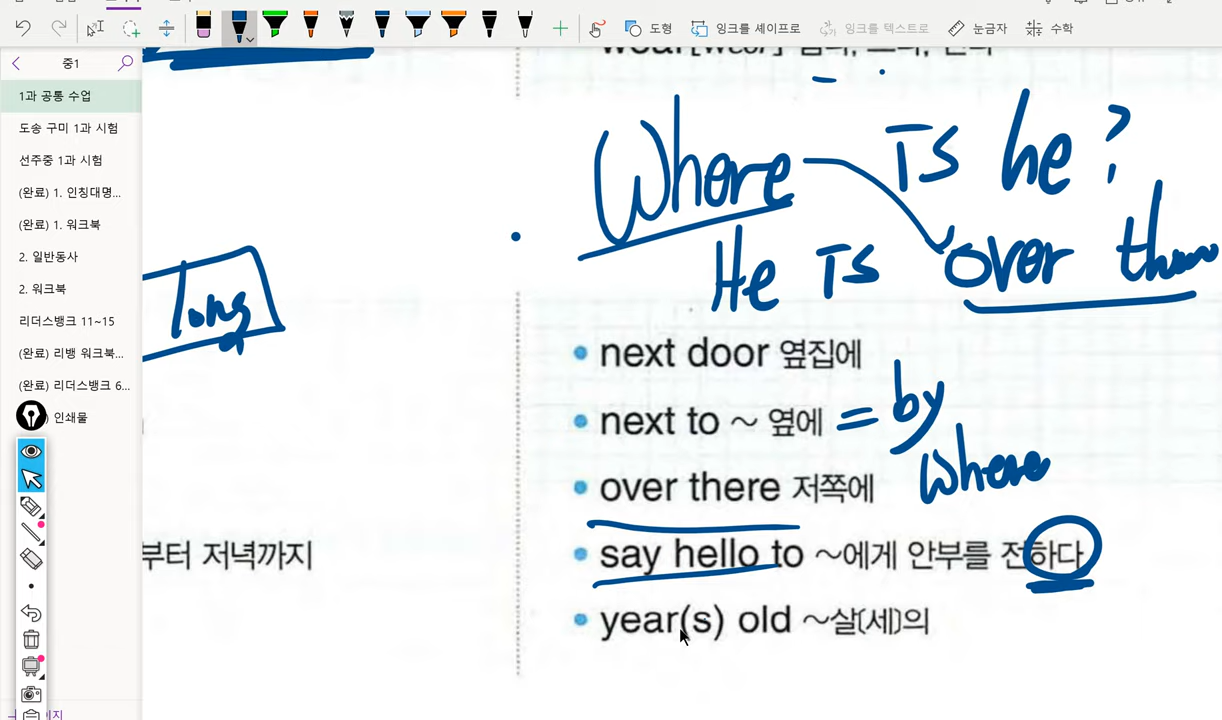 도형
잉크를 셰이프로
잉크를 텍스트로
눈금자
수학
중1
1과 공통 수업
도송 구미 1과 시험
선주중 1과 시험
(완료) 1. 인칭대명...
(완료) 1. 워크북
2. 일반동사
2. 워크북
리더스뱅크 11~15
(완료) 리뱅 워크북...
(완료) 리더스뱅크 6...
인쇄물
long
부터 저녁까지
Where is he?
He is over
next door 옆집에
next to ~ 옆에 = by
over there 저쪽에 where
say hello to ~에게 안부를 전하다
year(s) old ~살(세)의